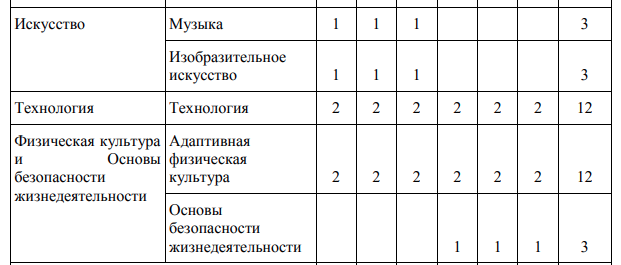 Искусство Музыка 1 1 1 3
Изобразительное
искусство 1 1 1 3
Технология Технология 2 2 2 2 2 2 12
Физическая культура Адаптивная
и Основы физическая
безопасности культура 2 2 2 2 2 2 12
жизнедеятельности
Основы
безопасности
жизнедеятельности 1 1 1 3